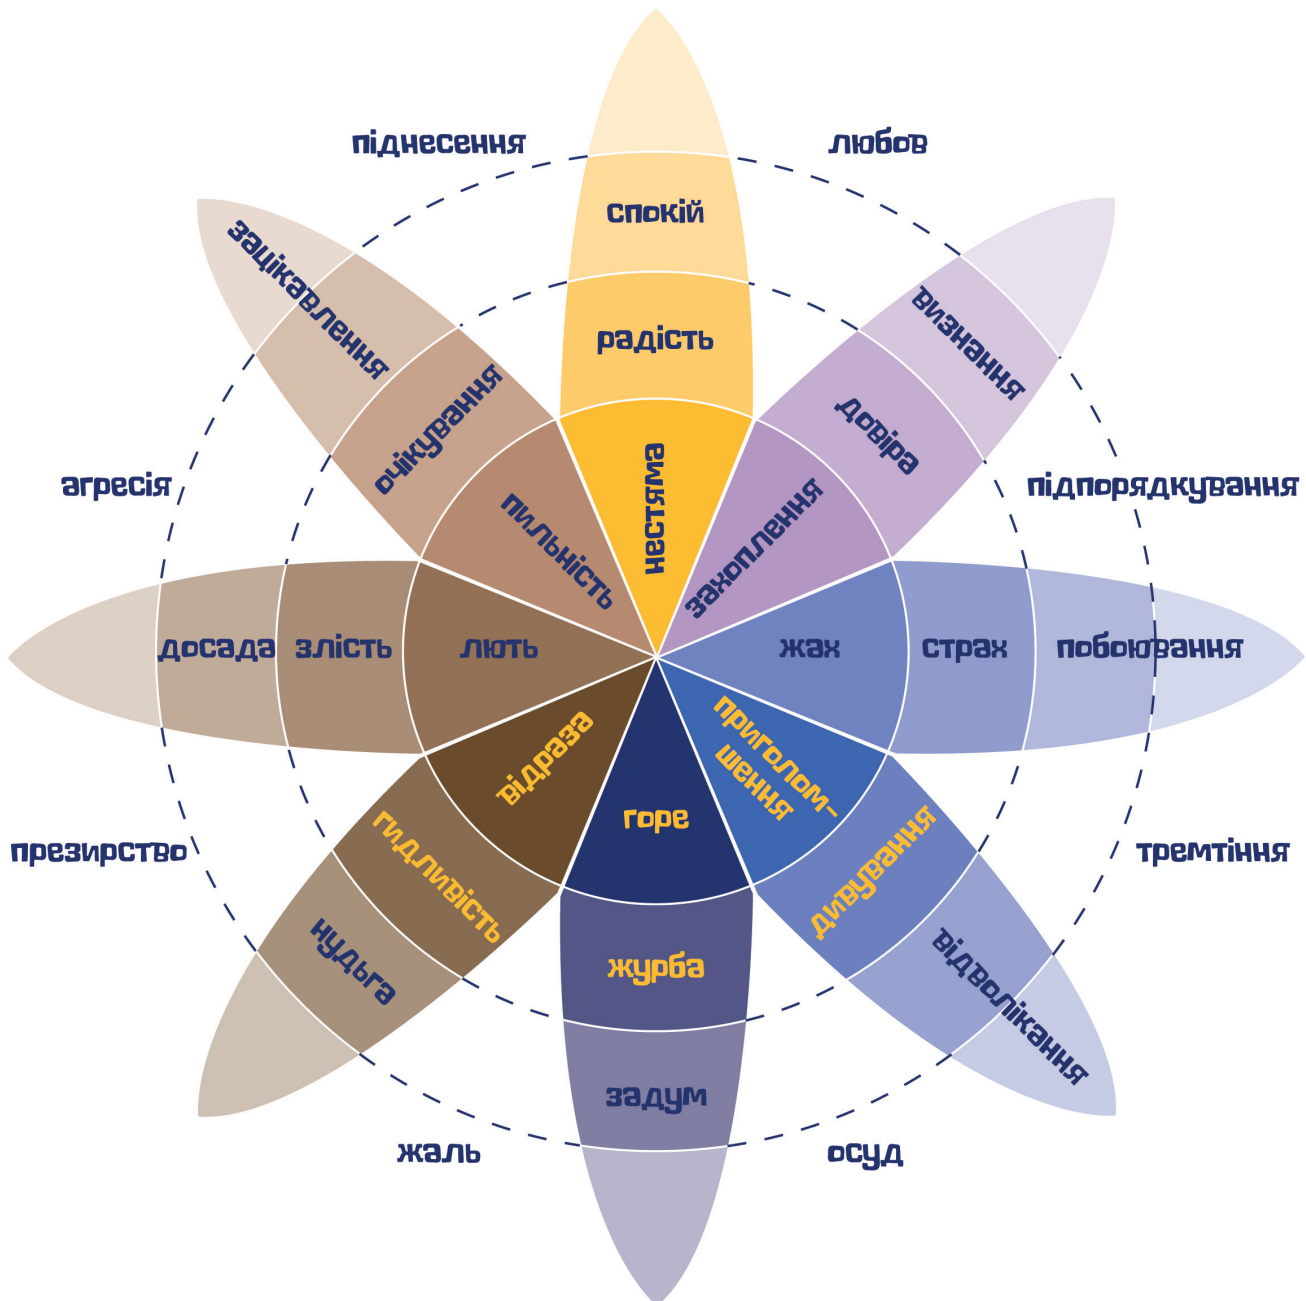 піднесення
любов
спокій
зацікавлення
визнання
радість
очікування
довіра
нестяма
агресія
підпорядкування
пильність
захоплення
досада
злість
лють
жах
страх
побоювання
відраза
приголом-
шення
горе
презирство
гидливість
дивування
тремтіння
нудьга
журба
відволікання
задум
жаль
осуд